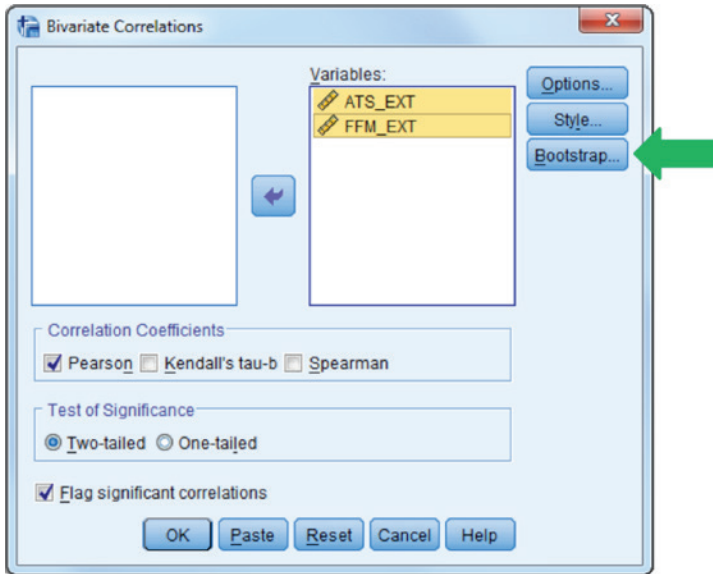 Bivariate Correlations
Variables:
ATS_EXT
FFM_EXT
Options...
Style...
Bootstrap...
Correlation Coefficients
Pearson Kendall's tau-b Spearman
Test of Significance
Two-tailed One-tailed
Flag significant correlations
OK Paste Reset Cancel Help